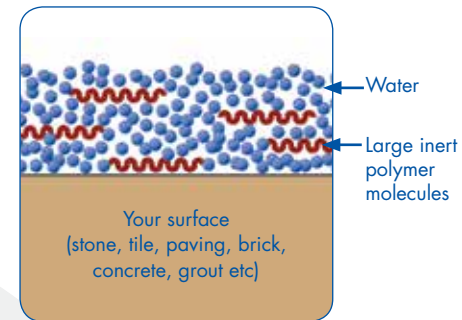 Water
Large inert
polymer
molecules
Your surface
(stone, tile, paving, brick,
concrete, grout etc)